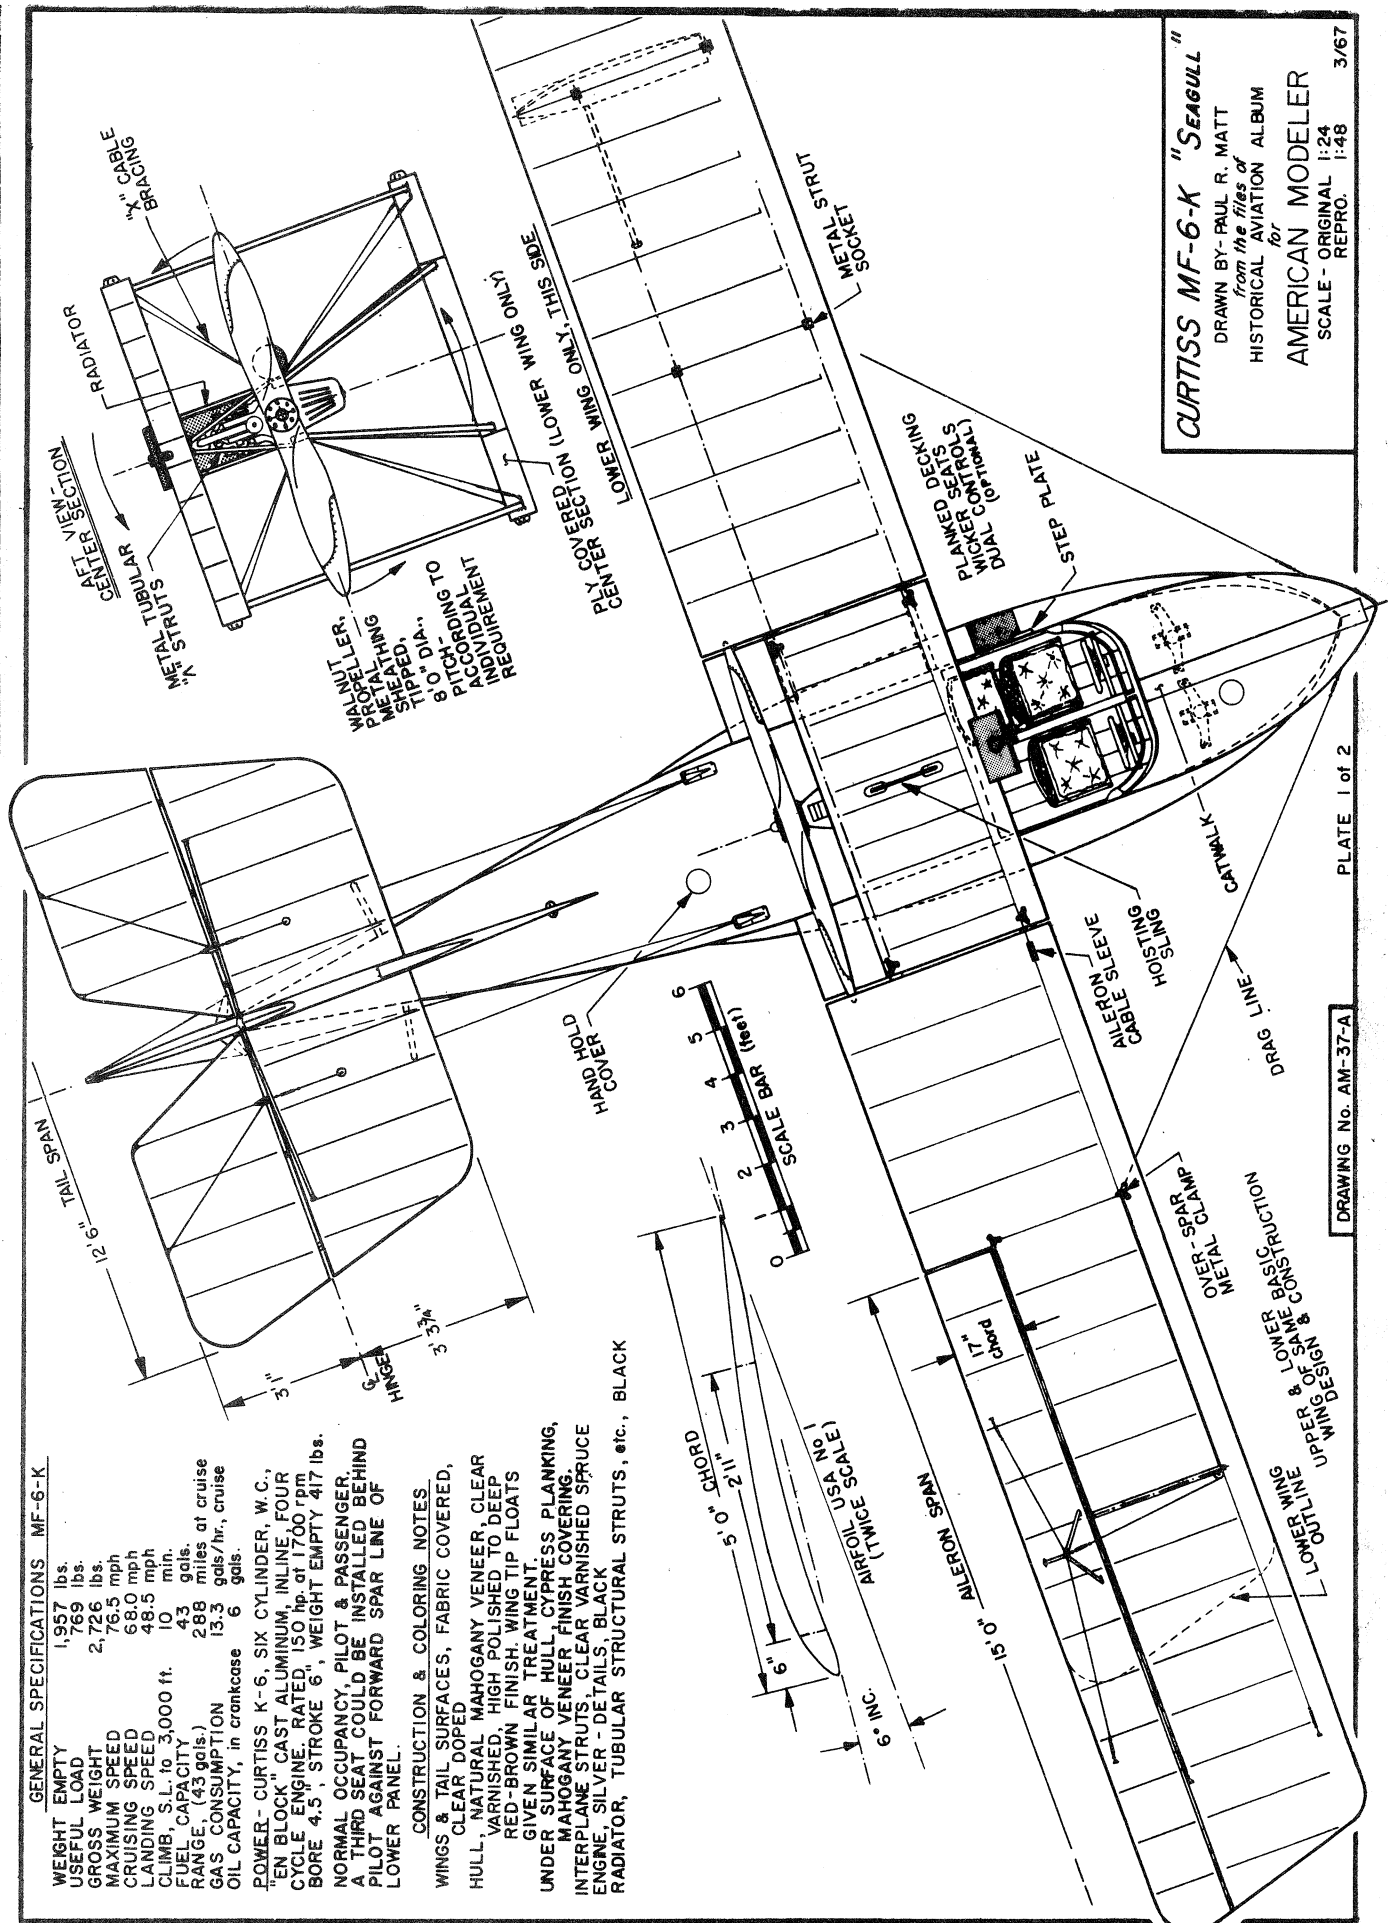 GENERAL SPECIFICATIONS MF-6-K
WEIGHT EMPTY 1,957 lbs.
USEFUL LOAD 769 lbs.
GROSS WEIGHT 2,726 lbs.
MAXIMUM SPEED 76.5 mph
CRUISING SPEED 68.0 mph
LANDING SPEED 48.5 mph
CLIMB, S.L. to 3,000 ft. 10 min.
FUEL CAPACITY 43 gals.
RANGE, (43 gals.) 288 miles at cruise
GAS CONSUMPTION 13.3 gals/hr., cruise
OIL CAPACITY, in crankcase 6 gals.
POWER- CURTISS K-6, SIX CYLINDER, W.C.,
"EN BLOCK" CAST ALUMINUM, INLINE, FOUR
CYCLE ENGINE. RATED, 150 hp. at 1700 rpm
BORE 4.5", STROKE 6", WEIGHT EMPTY 417 lbs.
NORMAL OCCUPANCY, PILOT & PASSENGER.
A THIRD SEAT COULD BE INSTALLED BEHIND
PILOT AGAINST FORWARD SPAR LINE OF
LOWER PANEL.
CONSTRUCTION & COLORING NOTES
WINGS & TAIL SURFACES, FABRIC COVERED,
CLEAR DOPED
HULL, NATURAL MAHOGANY VENEER, CLEAR
VARNISHED, HIGH POLISHED TO DEEP
RED-BROWN FINISH. WING TIP FLOATS
GIVEN SIMILAR TREATMENT.
UNDER SURFACE OF HULL, CYPRESS PLANKING,
MAHOGANY VENEER FINISH COVERING.
INTERPLANE STRUTS, CLEAR VARNISHED SPRUCE
ENGINE, SILVER - DETAILS, BLACK
RADIATOR, TUBULAR STRUCTURAL STRUTS, etc., BLACK
12'6" TAIL SPAN
3'1"
℄
HINGE
3' 3¾"
AFT VIEW-
CENTER SECTION
RADIATOR
"X" CABLE
BRACING
METAL TUBULAR
"A" STRUTS
WALNUT
PROPELLER,
METAL
SHEATHING
TIPPED,
8'0" DIA.,
PITCH-
ACCORDING TO
INDIVIDUAL
REQUIREMENT
PLY COVERED
CENTER SECTION (LOWER WING ONLY)
LOWER WING ONLY, THIS SIDE
METAL STRUT
SOCKET
HAND HOLD
COVER
0 1 2 3 4 5 6
SCALE BAR (feet)
5'0" CHORD
2'11"
6"
AIRFOIL USA No 1
(TWICE SCALE)
6° INC.
15'0" AILERON SPAN
17"
chord
PLANKED DECKING
WICKER SEATS
DUAL CONTROLS
(OPTIONAL)
STEP PLATE
CATWALK
HOISTING
SLING
AILERON
CABLE SLEEVE
DRAG LINE
OVER-SPAR
METAL CLAMP
UPPER & LOWER BASIC
WING OF SAME CONSTRUCTION
DESIGN &
LOWER WING
OUTLINE
DRAWING No. AM-37-A
PLATE 1 of 2
CURTISS MF-6-K "SEAGULL"
DRAWN BY- PAUL R. MATT
from the files of
HISTORICAL AVIATION ALBUM
for
AMERICAN MODELER
SCALE - ORIGINAL 1:24
REPRO. 1:48
3/67